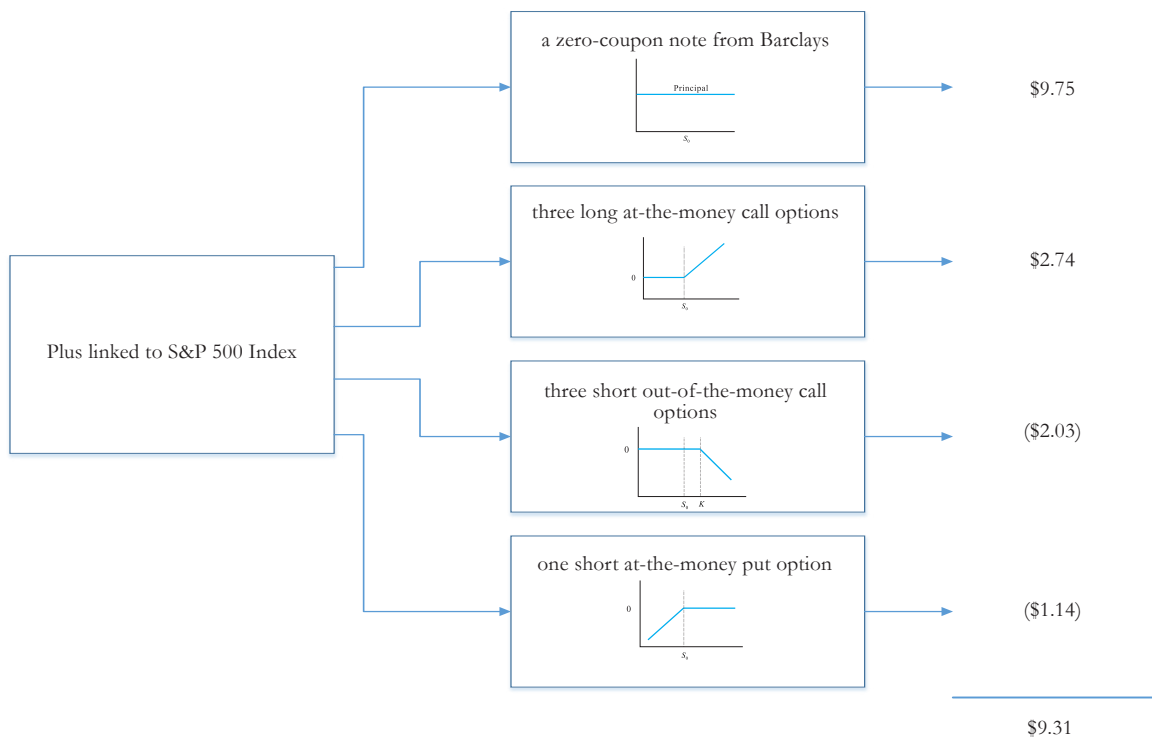 a zero-coupon note from Barclays
Principal
S₀
$9.75
three long at-the-money call options
0
S₀
$2.74
Plus linked to S&P 500 Index
three short out-of-the-money call
options
0
S₀ K
($2.03)
one short at-the-money put option
0
S₀
($1.14)
$9.31